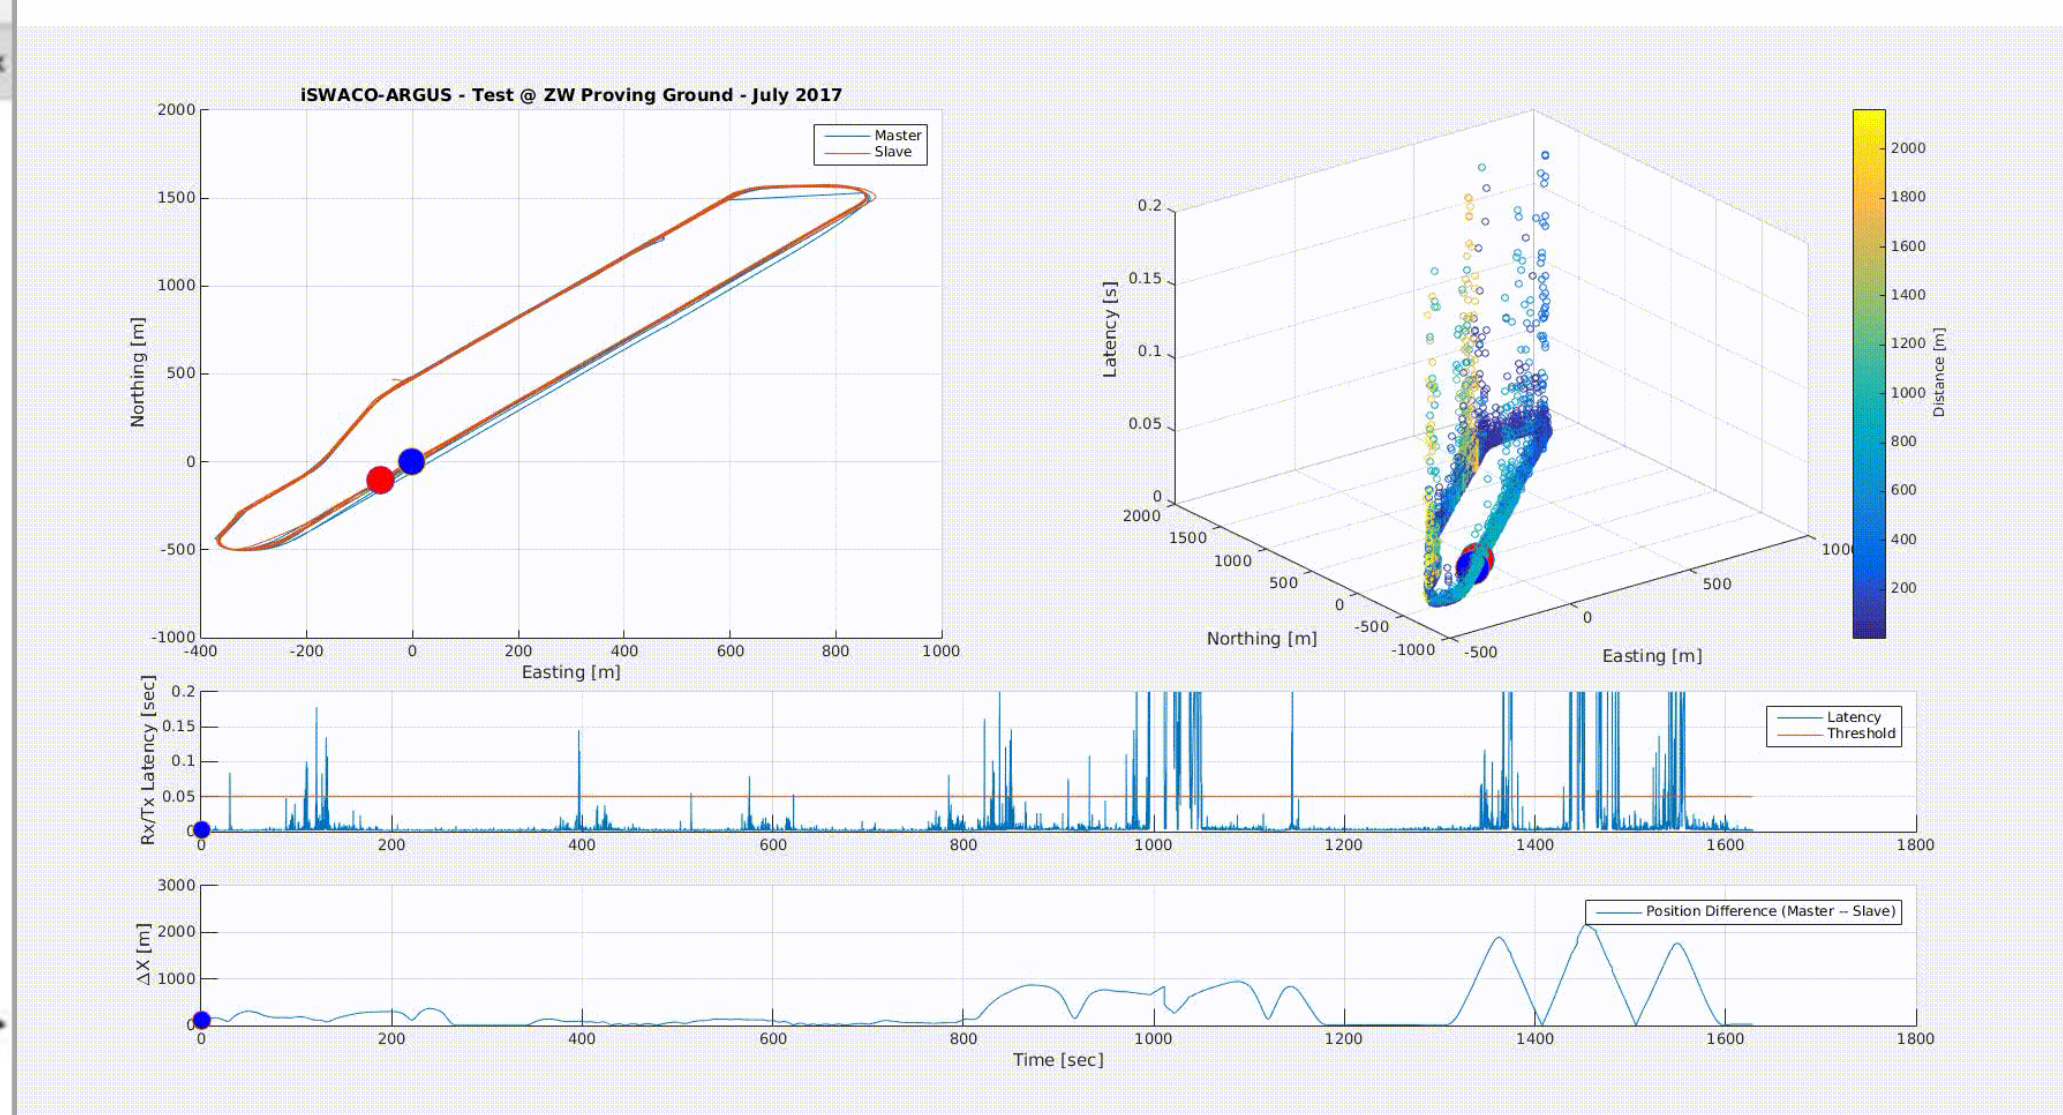 iSWACO-ARGUS - Test @ ZW Proving Ground - July 2017
2000
1500
1000
500
0
-500
-1000
Northing [m]
Master
Slave
-400 -200 0 200 400 600 800 1000
Easting [m]
0.2
0.15
0.1
0.05
0
Latency [s]
2000
1500
1000
500
0
-500
-1000
Northing [m]
-500
0
500
1000
Easting [m]
2000
1800
1600
1400
1200
1000
800
600
400
200
Distance [m]
Rx/Tx Latency [sec]
0.2
0.15
0.1
0.05
0
Latency
Threshold
0 200 400 600 800 1000 1200 1400 1600 1800
ΔX [m]
3000
2000
1000
0
Position Difference (Master -- Slave)
0 200 400 600 800 1000 1200 1400 1600 1800
Time [sec]